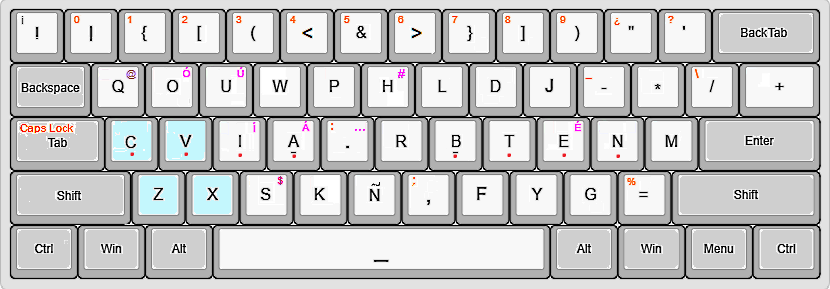 ¡ ! 0 | 1 { 2 [ 3 ( 4 < 5 & 6 > 7 } 8 ] 9 ) ¿ " ? ' BackTab
Backspace Q @ O Ó U Ú W P H # L D J _ - * \ / +
Caps Lock Tab C V I Í A Á : . … R B T E É N M Enter
Shift Z X S $ K Ñ ; , F Y G % = Shift
Ctrl Win Alt _ Alt Win Menu Ctrl